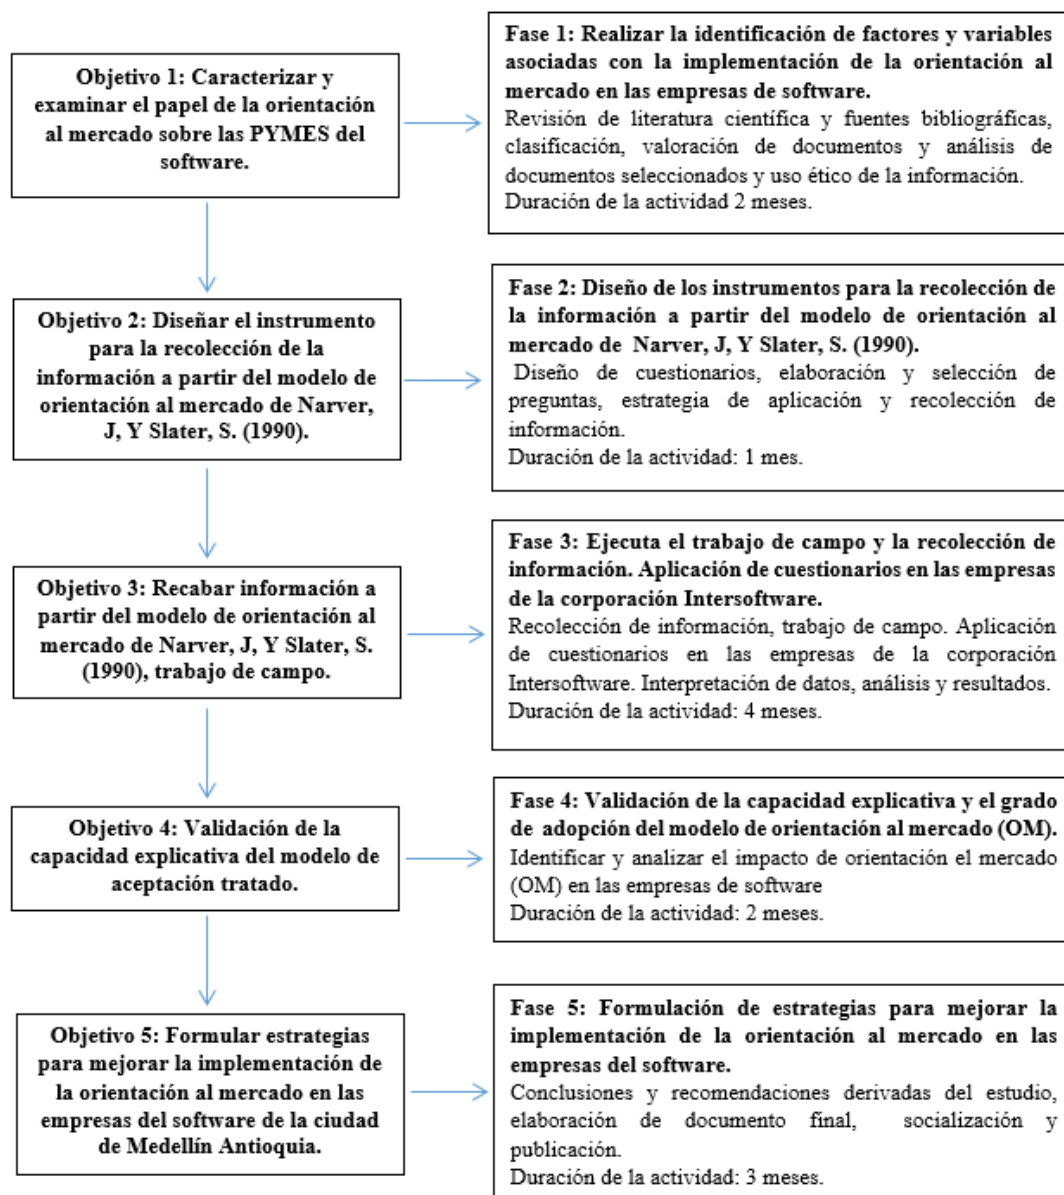 Objetivo 1: Caracterizar y
examinar el papel de la orientación
al mercado sobre las PYMES del
software.
Fase 1: Realizar la identificación de factores y variables
asociadas con la implementación de la orientación al
mercado en las empresas de software.
Revisión de literatura científica y fuentes bibliográficas,
clasificación, valoración de documentos y análisis de
documentos seleccionados y uso ético de la información.
Duración de la actividad 2 meses.
Objetivo 2: Diseñar el instrumento
para la recolección de la
información a partir del modelo de
orientación al mercado de Narver,
J, Y Slater, S. (1990).
Fase 2: Diseño de los instrumentos para la recolección de
la información a partir del modelo de orientación al
mercado de Narver, J, Y Slater, S. (1990).
Diseño de cuestionarios, elaboración y selección de
preguntas, estrategia de aplicación y recolección de
información.
Duración de la actividad: 1 mes.
Objetivo 3: Recabar información a
partir del modelo de orientación al
mercado de Narver, J, Y Slater, S.
(1990), trabajo de campo.
Fase 3: Ejecuta el trabajo de campo y la recolección de
información. Aplicación de cuestionarios en las empresas
de la corporación Intersoftware.
Recolección de información, trabajo de campo. Aplicación
de cuestionarios en las empresas de la corporación
Intersoftware. Interpretación de datos, análisis y resultados.
Duración de la actividad: 4 meses.
Objetivo 4: Validación de la
capacidad explicativa del modelo de
aceptación tratado.
Fase 4: Validación de la capacidad explicativa y el grado
de adopción del modelo de orientación al mercado (OM).
Identificar y analizar el impacto de orientación el mercado
(OM) en las empresas de software
Duración de la actividad: 2 meses.
Objetivo 5: Formular estrategias
para mejorar la implementación de
la orientación al mercado en las
empresas del software de la ciudad
de Medellín Antioquia.
Fase 5: Formulación de estrategias para mejorar la
implementación de la orientación al mercado en las
empresas del software.
Conclusiones y recomendaciones derivadas del estudio,
elaboración de documento final, socialización y
publicación.
Duración de la actividad: 3 meses.